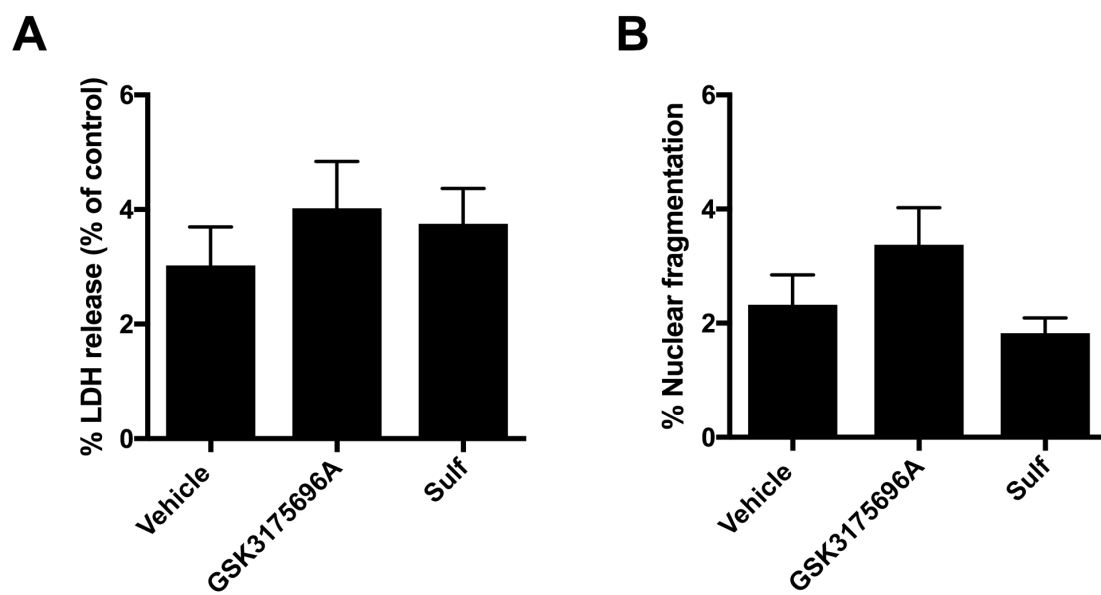 A
% LDH release (% of control)
6
4
2
0
Vehicle
GSK3175696A
Sulf
B
% Nuclear fragmentation
6
4
2
0
Vehicle
GSK3175696A
Sulf